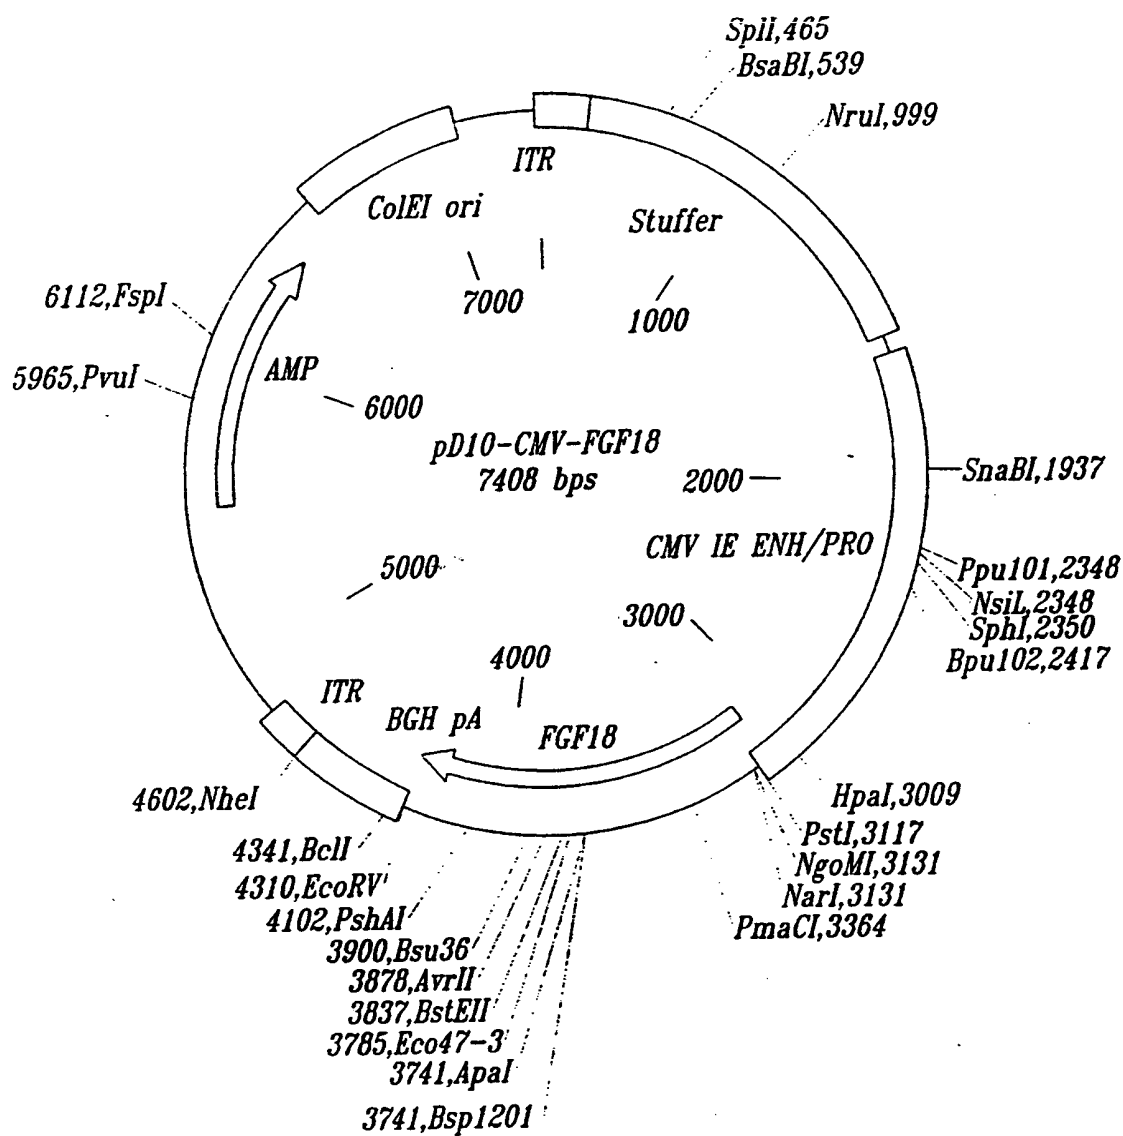 SplI,465
BsaBI,539
NruI,999
ITR
ColEI ori
Stuffer
7000
1000
6112,FspI
5965,PvuI
AMP
6000
pD10-CMV-FGF18
7408 bps
2000
SnaBI,1937
CMV IE ENH/PRO
Ppu101,2348
NsiL,2348
SphI,2350
Bpu102,2417
5000
3000
4000
ITR
BGH pA
FGF18
4602,NheI
HpaI,3009
PstI,3117
NgoMI,3131
NarI,3131
PmaCI,3364
4341,BclI
4310,EcoRV
4102,PshAI
3900,Bsu36
3878,AvrII
3837,BstEII
3785,Eco47-3
3741,ApaI
3741,Bsp1201